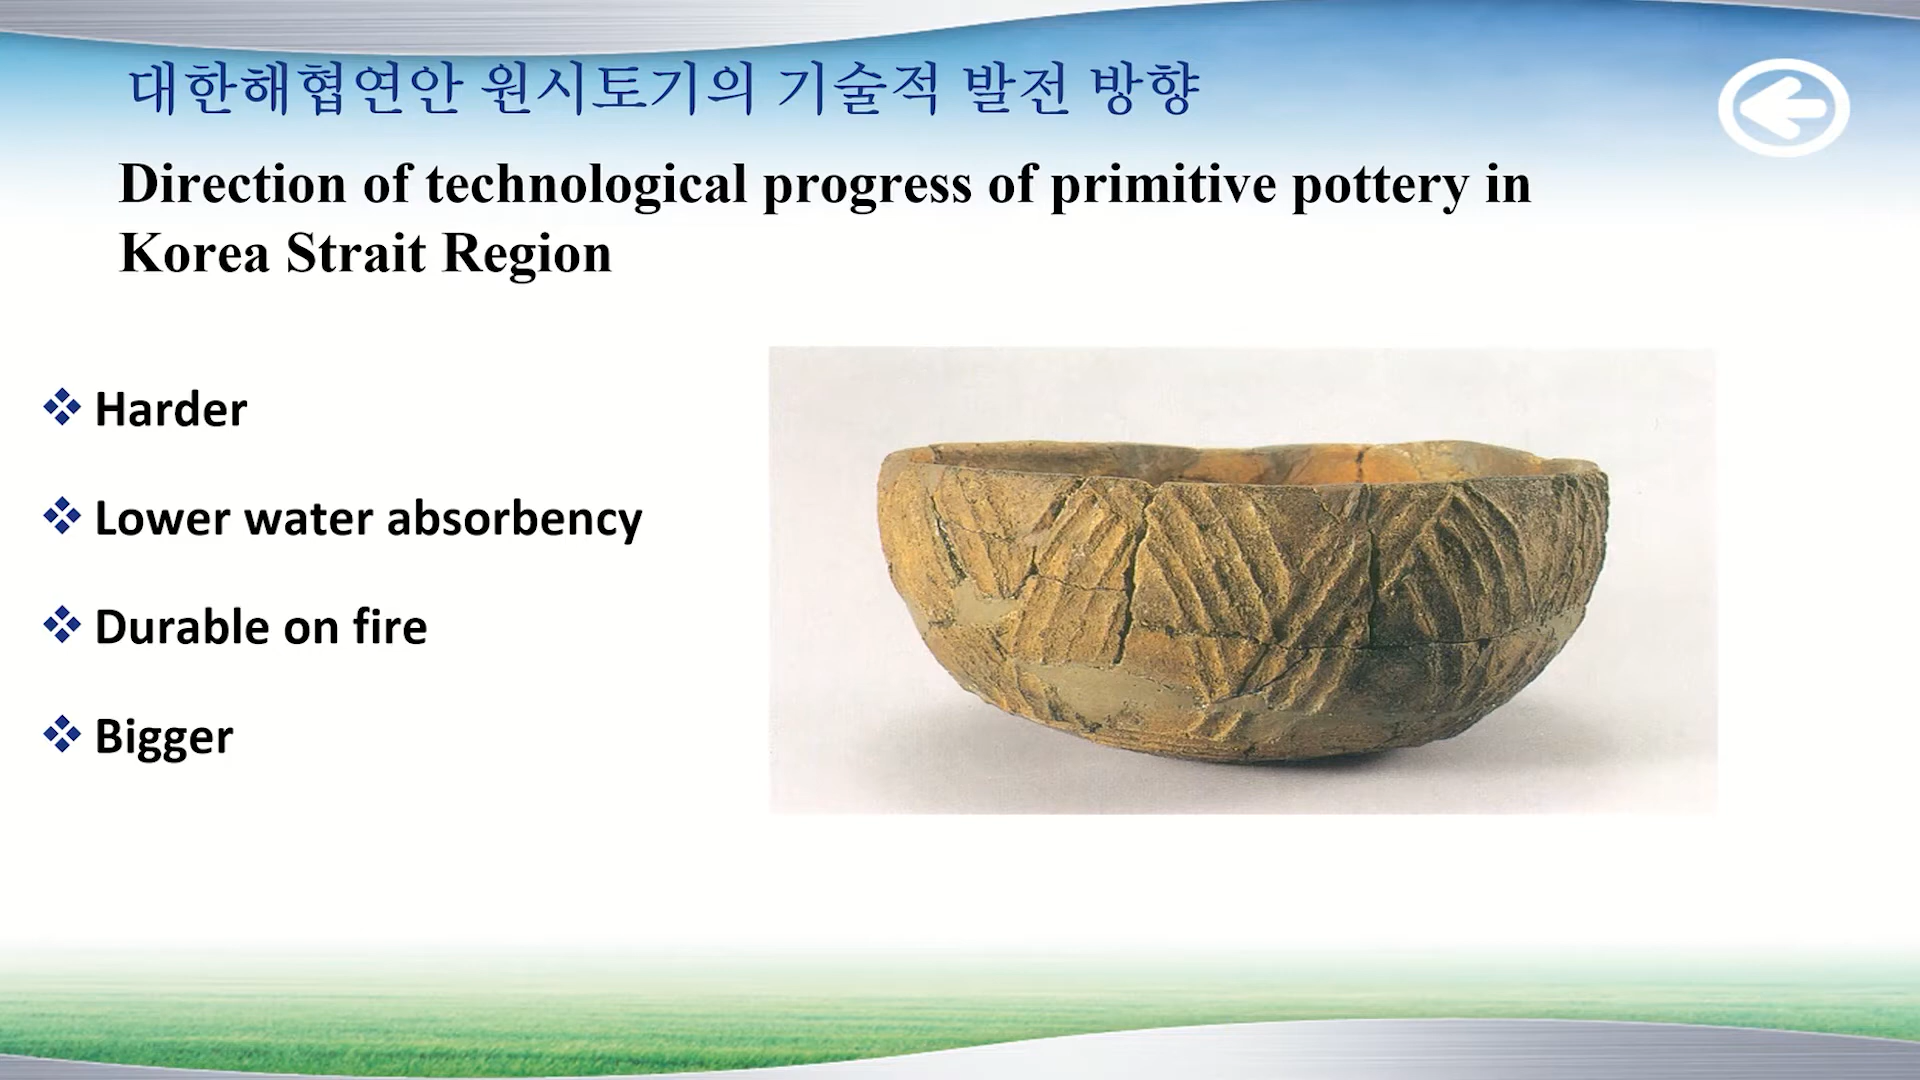 대한해협연안 원시토기의 기술적 발전 방향
Direction of technological progress of primitive pottery in
Korea Strait Region
Harder
Lower water absorbency
Durable on fire
Bigger